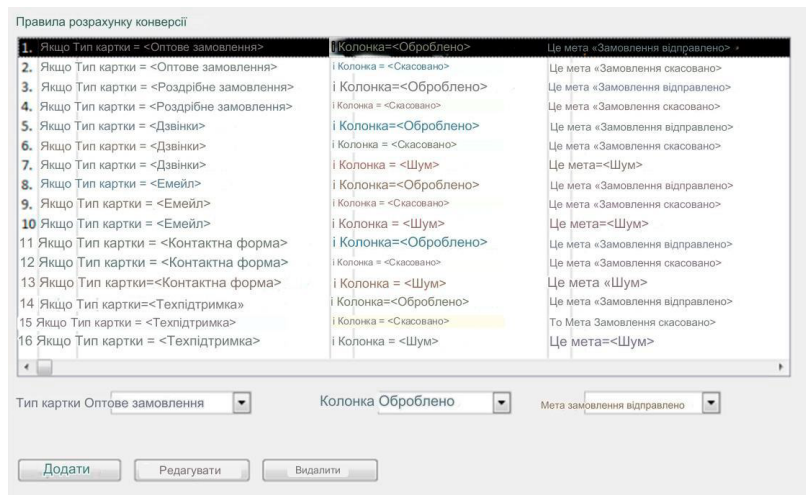 Правила розрахунку конверсії
1. Якщо Тип картки = <Оптове замовлення> і Колонка=<Оброблено> Це мета «Замовлення відправлено>
2. Якщо Тип картки = <Оптове замовлення> і Колонка = <Скасовано> Це мета «Замовлення скасовано>
3. Якщо Тип картки = <Роздрібне замовлення> і Колонка=<Оброблено> Це мета «Замовлення відправлено>
4. Якщо Тип картки = <Роздрібне замовлення> і Колонка = <Скасовано> Це мета «Замовлення скасовано>
5. Якщо Тип картки = <Дзвінки> і Колонка=<Оброблено> Це мета «Замовлення відправлено>
6. Якщо Тип картки = <Дзвінки> і Колонка = <Скасовано> Це мета «Замовлення скасовано>
7. Якщо Тип картки = <Дзвінки> і Колонка = <Шум> Це мета=<Шум>
8. Якщо Тип картки = <Емейл> і Колонка=<Оброблено> Це мета «Замовлення відправлено>
9. Якщо Тип картки = <Емейл> і Колонка = <Скасовано> Це мета «Замовлення скасовано>
10 Якщо Тип картки = <Емейл> і Колонка = <Шум> Це мета=<Шум>
11 Якщо Тип картки = <Контактна форма> і Колонка=<Оброблено> Це мета «Замовлення відправлено>
12 Якщо Тип картки = <Контактна форма> і Колонка = <Скасовано> Це мета «Замовлення скасовано>
13 Якщо Тип картки=<Контактна форма> і Колонка = <Шум> Це мета «Шум>
14 Якщо Тип картки=<Техпідтримка» і Колонка=<Оброблено> Це мета «Замовлення відправлено>
15 Якщо Тип картки = <Техпідтримка> і Колонка = <Скасовано> То Мета Замовлення скасовано>
16 Якщо Тип картки = <Техпідтримка> і Колонка = <Шум> Це мета=<Шум>
Тип картки Оптове замовлення Колонка Оброблено Мета замовлення відправлено
Додати Редагувати Видалити